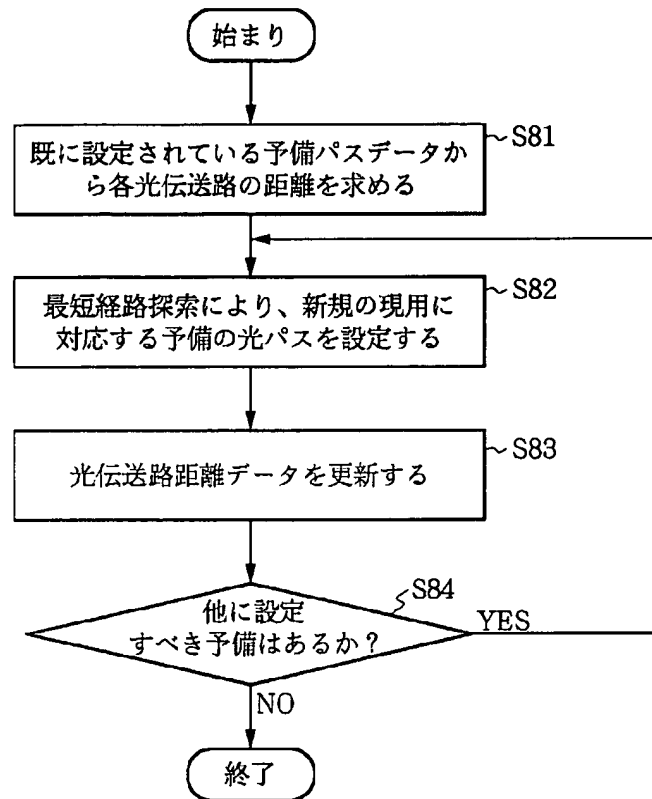 始まり
既に設定されている予備パスデータか
ら各光伝送路の距離を求める
S81
最短経路探索により、新規の現用に
対応する予備の光パスを設定する
S82
光伝送路距離データを更新する
S83
他に設定
すべき予備はあるか？
S84
YES
NO
終了